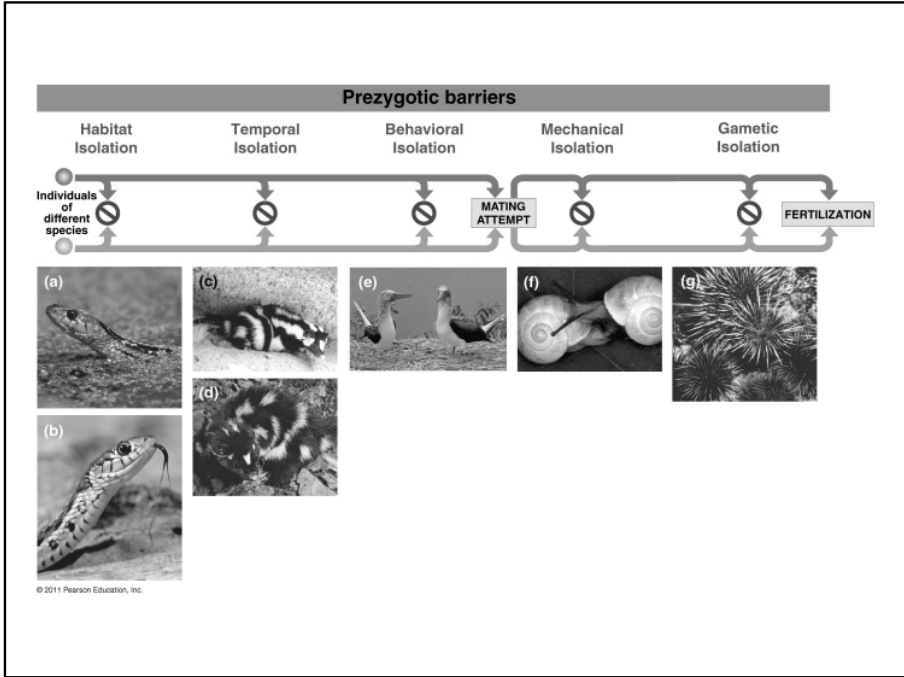 Prezygotic barriers
Habitat
Isolation
Temporal
Isolation
Behavioral
Isolation
Mechanical
Isolation
Gametic
Isolation
Individuals
of
different
species
MATING
ATTEMPT
FERTILIZATION
(a)
(c)
(e)
(f)
(g)
(d)
(b)
© 2011 Pearson Education, Inc.